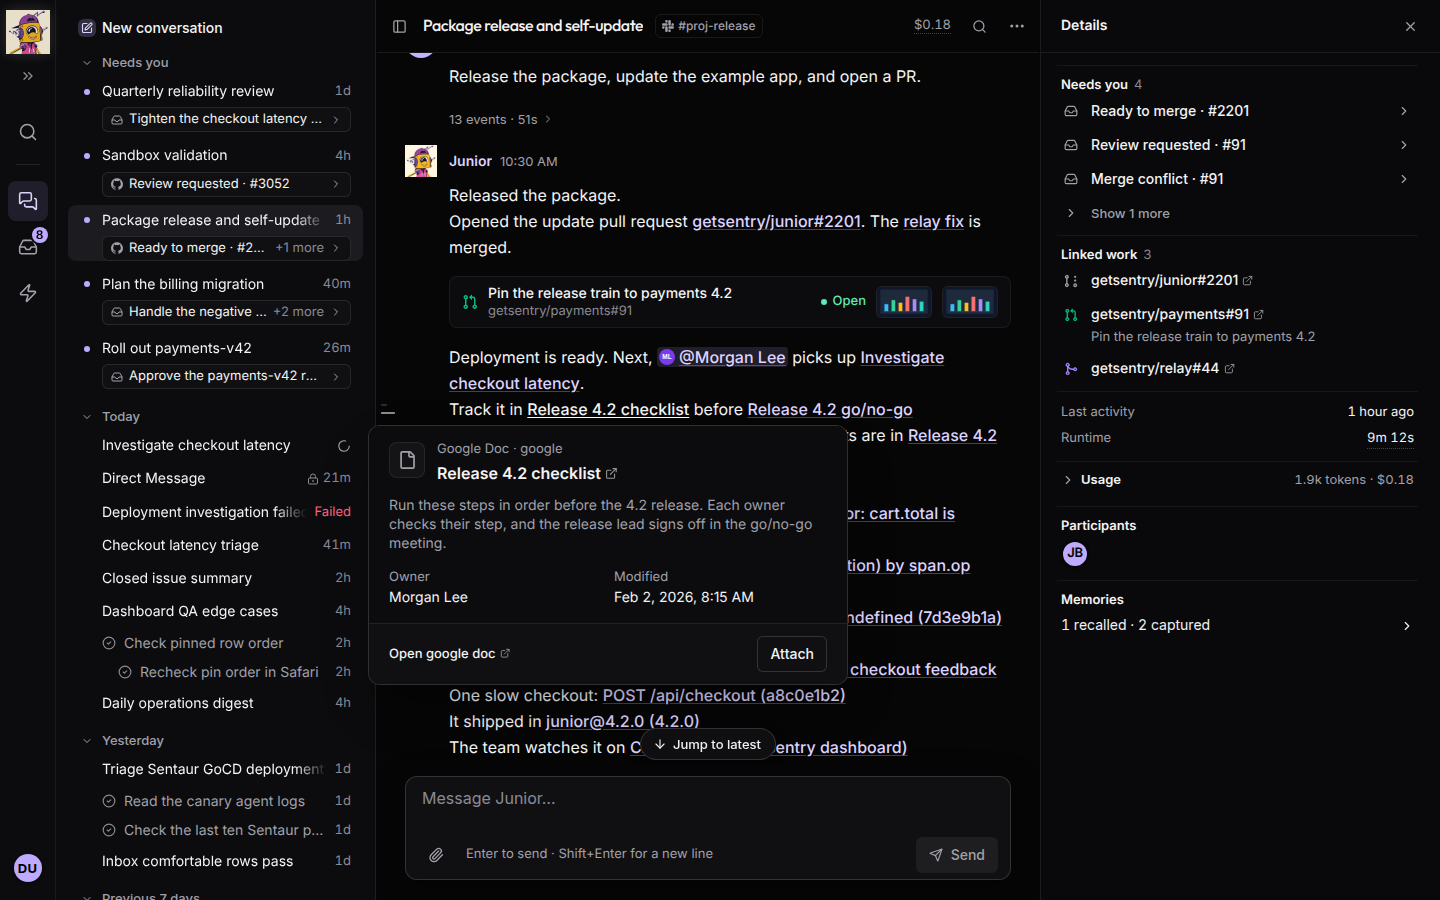 New conversation
Needs you
Quarterly reliability review 1d
Tighten the checkout latency ...
Sandbox validation 4h
Review requested · #3052
Package release and self-update 1h
Ready to merge · #2... +1 more
8
Plan the billing migration 40m
Handle the negative ... +2 more
Roll out payments-v42 26m
Approve the payments-v42 r...
Today
Investigate checkout latency
Direct Message 21m
Deployment investigation failed Failed
Checkout latency triage 41m
Closed issue summary 2h
Dashboard QA edge cases 4h
Check pinned row order 2h
Recheck pin order in Safari 2h
Daily operations digest 4h
Yesterday
Triage Sentaur GoCD deployment 1d
Read the canary agent logs 1d
Check the last ten Sentaur p... 1d
Inbox comfortable rows pass 1d
Previous 7 days
DU
Package release and self-update #proj-release $0.18
Release the package, update the example app, and open a PR.
13 events · 51s
Junior 10:30 AM
Released the package.
Opened the update pull request getsentry/junior#2201. The relay fix is
merged.
Pin the release train to payments 4.2
getsentry/payments#91
Open
Deployment is ready. Next, ML @Morgan Lee picks up Investigate
checkout latency.
Track it in Release 4.2 checklist before Release 4.2 go/no-go
s are in Release 4.2
or: cart.total is
tion) by span.op
ndefined (7d3e9b1a)
checkout feedback
Google Doc · google
Release 4.2 checklist
Run these steps in order before the 4.2 release. Each owner
checks their step, and the release lead signs off in the go/no-go
meeting.
Owner Modified
Morgan Lee Feb 2, 2026, 8:15 AM
Open google doc Attach
One slow checkout: POST /api/checkout (a8c0e1b2)
It shipped in junior@4.2.0 (4.2.0)
The team watches it on C entry dashboard)
Jump to latest
Message Junior...
Enter to send · Shift+Enter for a new line
Send
Details
Needs you 4
Ready to merge · #2201
Review requested · #91
Merge conflict · #91
Show 1 more
Linked work 3
getsentry/junior#2201
getsentry/payments#91
Pin the release train to payments 4.2
getsentry/relay#44
Last activity 1 hour ago
Runtime 9m 12s
Usage 1.9k tokens · $0.18
Participants
JB
Memories
1 recalled · 2 captured